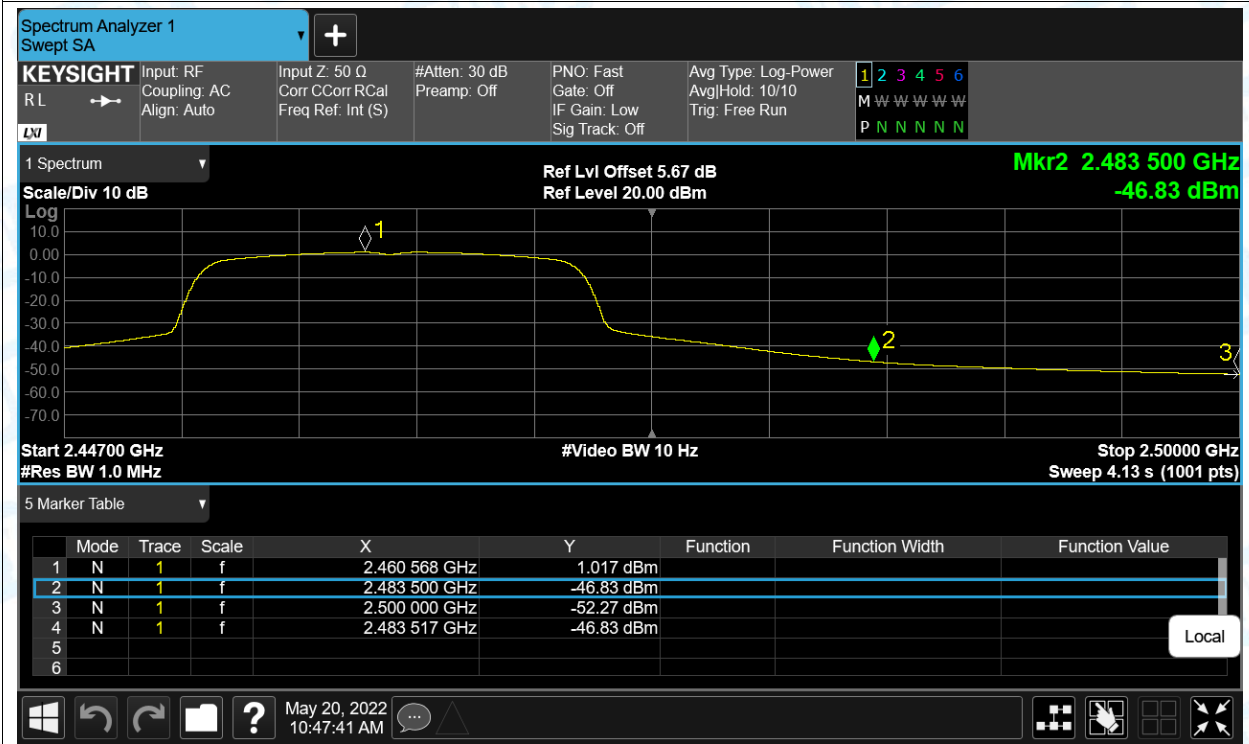 Spectrum Analyzer 1
Swept SA
KEYSIGHT Input: RF Input Z: 50 Ω #Atten: 30 dB PNO: Fast Avg Type: Log-Power 1 2 3 4 5 6
R L Coupling: AC Corr CCorr RCal Preamp: Off Gate: Off Avg|Hold: 10/10 M W W W W W
Align: Auto Freq Ref: Int (S) IF Gain: Low Trig: Free Run
LXI Sig Track: Off P N N N N N
1 Spectrum Ref Lvl Offset 5.67 dB Mkr2 2.483 500 GHz
Scale/Div 10 dB Ref Level 20.00 dBm -46.83 dBm
Log
10.0 1
0.00
-10.0
-20.0
-30.0
-40.0 2
-50.0 3
-60.0
-70.0
Start 2.44700 GHz #Video BW 10 Hz Stop 2.50000 GHz
#Res BW 1.0 MHz Sweep 4.13 s (1001 pts)
5 Marker Table
Mode Trace Scale X Y Function Function Width Function Value
1 N 1 f 2.460 568 GHz 1.017 dBm
2 N 1 f 2.483 500 GHz -46.83 dBm
3 N 1 f 2.500 000 GHz -52.27 dBm
4 N 1 f 2.483 517 GHz -46.83 dBm
5
6
Local
? May 20, 2022
10:47:41 AM